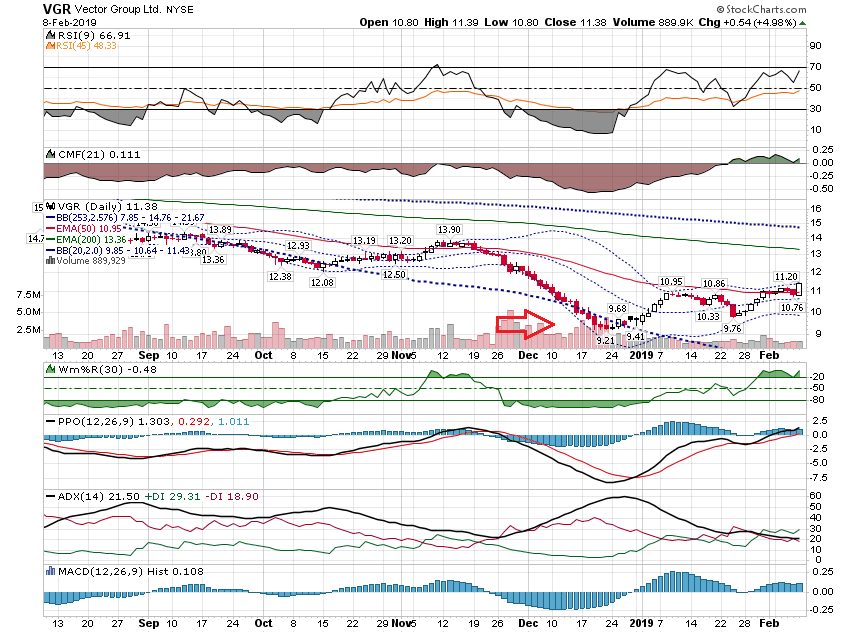 VGR Vector Group Ltd. NYSE
© StockCharts.com
8-Feb-2019
Open 10.80 High 11.39 Low 10.80 Close 11.38 Volume 889.9K Chg +0.54 (+4.98%)
RSI(9) 66.91
RSI(45) 48.33
90
70
50
30
10
CMF(21) 0.111
0.25
0.00
-0.25
-0.50
VGR (Daily) 11.38
BB(253,2.576) 7.85 - 14.76 - 21.67
EMA(50) 10.95
EMA(200) 13.36
BB(20,2.0) 9.85 - 10.64 - 11.43
Volume 889,929
13.89
13.36
12.93
12.38
12.08
13.19
13.20
12.50
13.90
9.68
9.21
9.41
10.95
10.86
10.33
9.76
11.20
10.76
16
15
14
13
12
11
10
9
7.5M
5.0M
2.5M
13 20 27 Sep 10 17 24 Oct 8 15 22 29 Nov 5 12 19 26 Dec 10 17 24 2019 7 14 22 28 Feb
Wm%R(30) -0.48
-20
-50
-80
PPO(12,26,9) 1.303, 0.292, 1.011
2.5
0.0
-2.5
-5.0
-7.5
ADX(14) 21.50 +DI 29.31 -DI 18.90
60
50
40
30
20
10
0
MACD(12,26,9) Hist 0.108
0.25
0.00
-0.25
13 20 27 Sep 10 17 24 Oct 8 15 22 29 Nov 5 12 19 26 Dec 10 17 24 2019 7 14 22 28 Feb